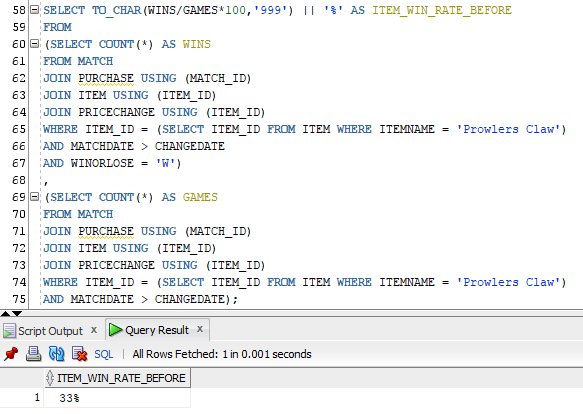 58 SELECT TO_CHAR(WINS/GAMES*100,'999') || '%' AS ITEM_WIN_RATE_BEFORE
59 FROM
60 (SELECT COUNT(*) AS WINS
61 FROM MATCH
62 JOIN PURCHASE USING (MATCH_ID)
63 JOIN ITEM USING (ITEM_ID)
64 JOIN PRICECHANGE USING (ITEM_ID)
65 WHERE ITEM_ID = (SELECT ITEM_ID FROM ITEM WHERE ITEMNAME = 'Prowlers Claw')
66 AND MATCHDATE > CHANGEDATE
67 AND WINORLOSE = 'W')
68 ,
69 (SELECT COUNT(*) AS GAMES
70 FROM MATCH
71 JOIN PURCHASE USING (MATCH_ID)
72 JOIN ITEM USING (ITEM_ID)
73 JOIN PRICECHANGE USING (ITEM_ID)
74 WHERE ITEM_ID = (SELECT ITEM_ID FROM ITEM WHERE ITEMNAME = 'Prowlers Claw')
75 AND MATCHDATE > CHANGEDATE);
Script Output x Query Result x
SQL | All Rows Fetched: 1 in 0.001 seconds
ITEM_WIN_RATE_BEFORE
1 33%